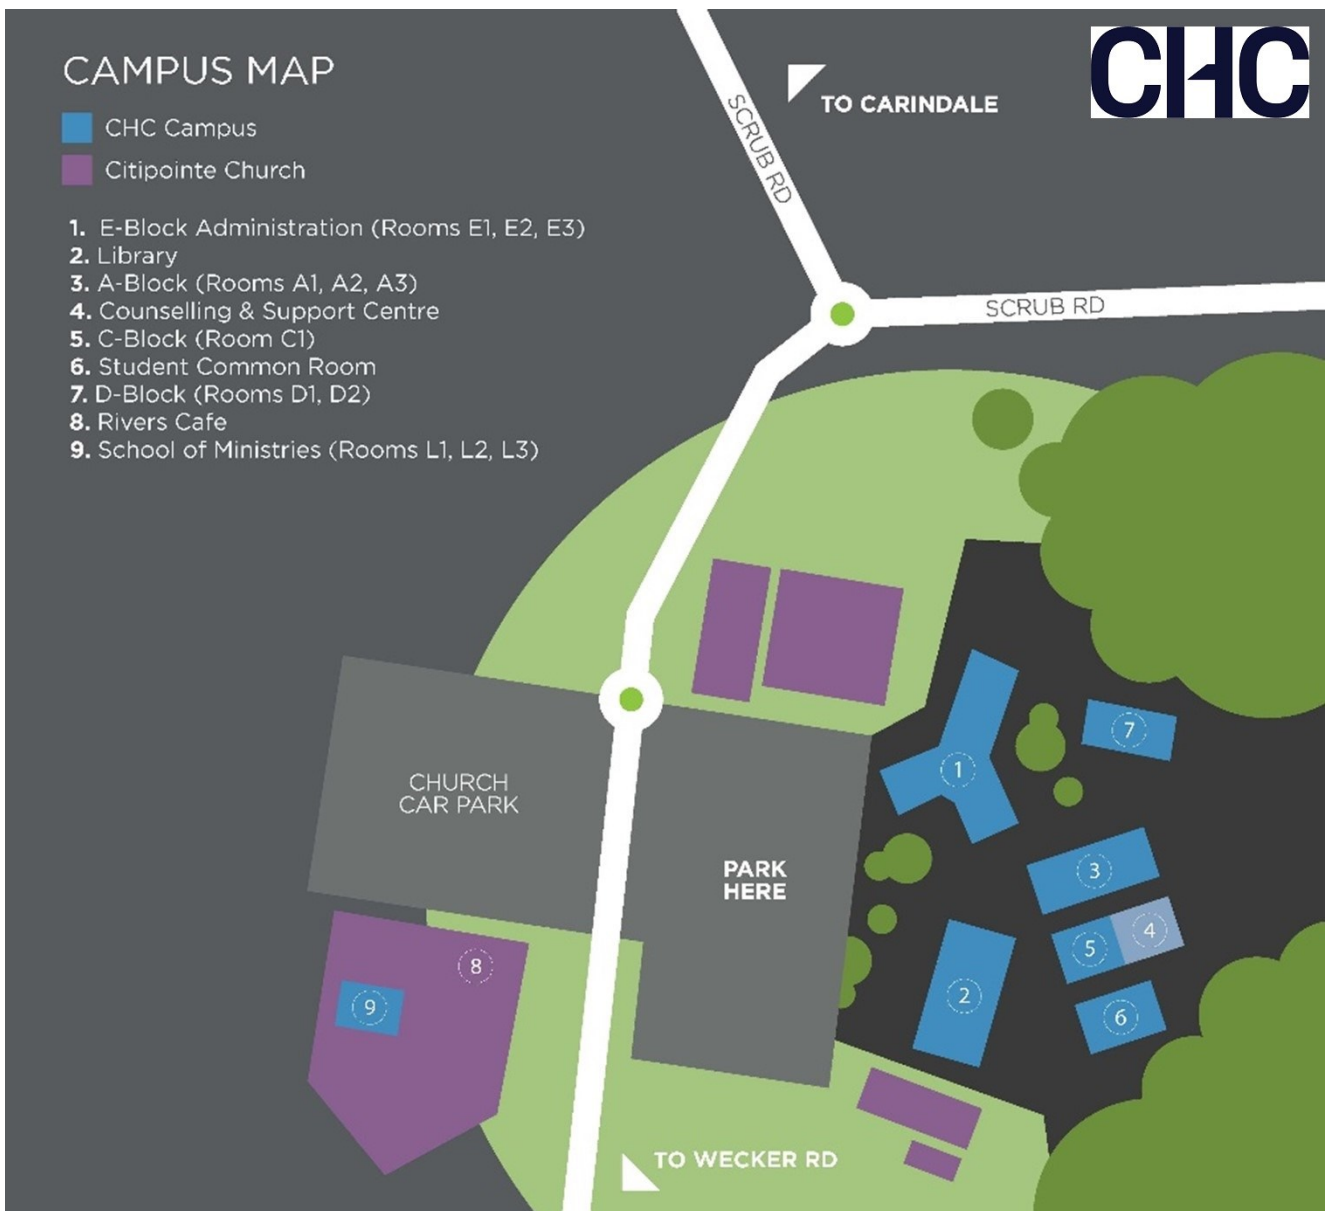 CAMPUS MAP
CHC
CHC Campus
Citipointe Church
1. E-Block Administration (Rooms E1, E2, E3)
2. Library
3. A-Block (Rooms A1, A2, A3)
4. Counselling & Support Centre
5. C-Block (Room C1)
6. Student Common Room
7. D-Block (Rooms D1, D2)
8. Rivers Cafe
9. School of Ministries (Rooms L1, L2, L3)
TO CARINDALE
SCRUB RD
SCRUB RD
CHURCH
CAR PARK
PARK
HERE
1
7
3
4
5
2
6
8
9
TO WECKER RD